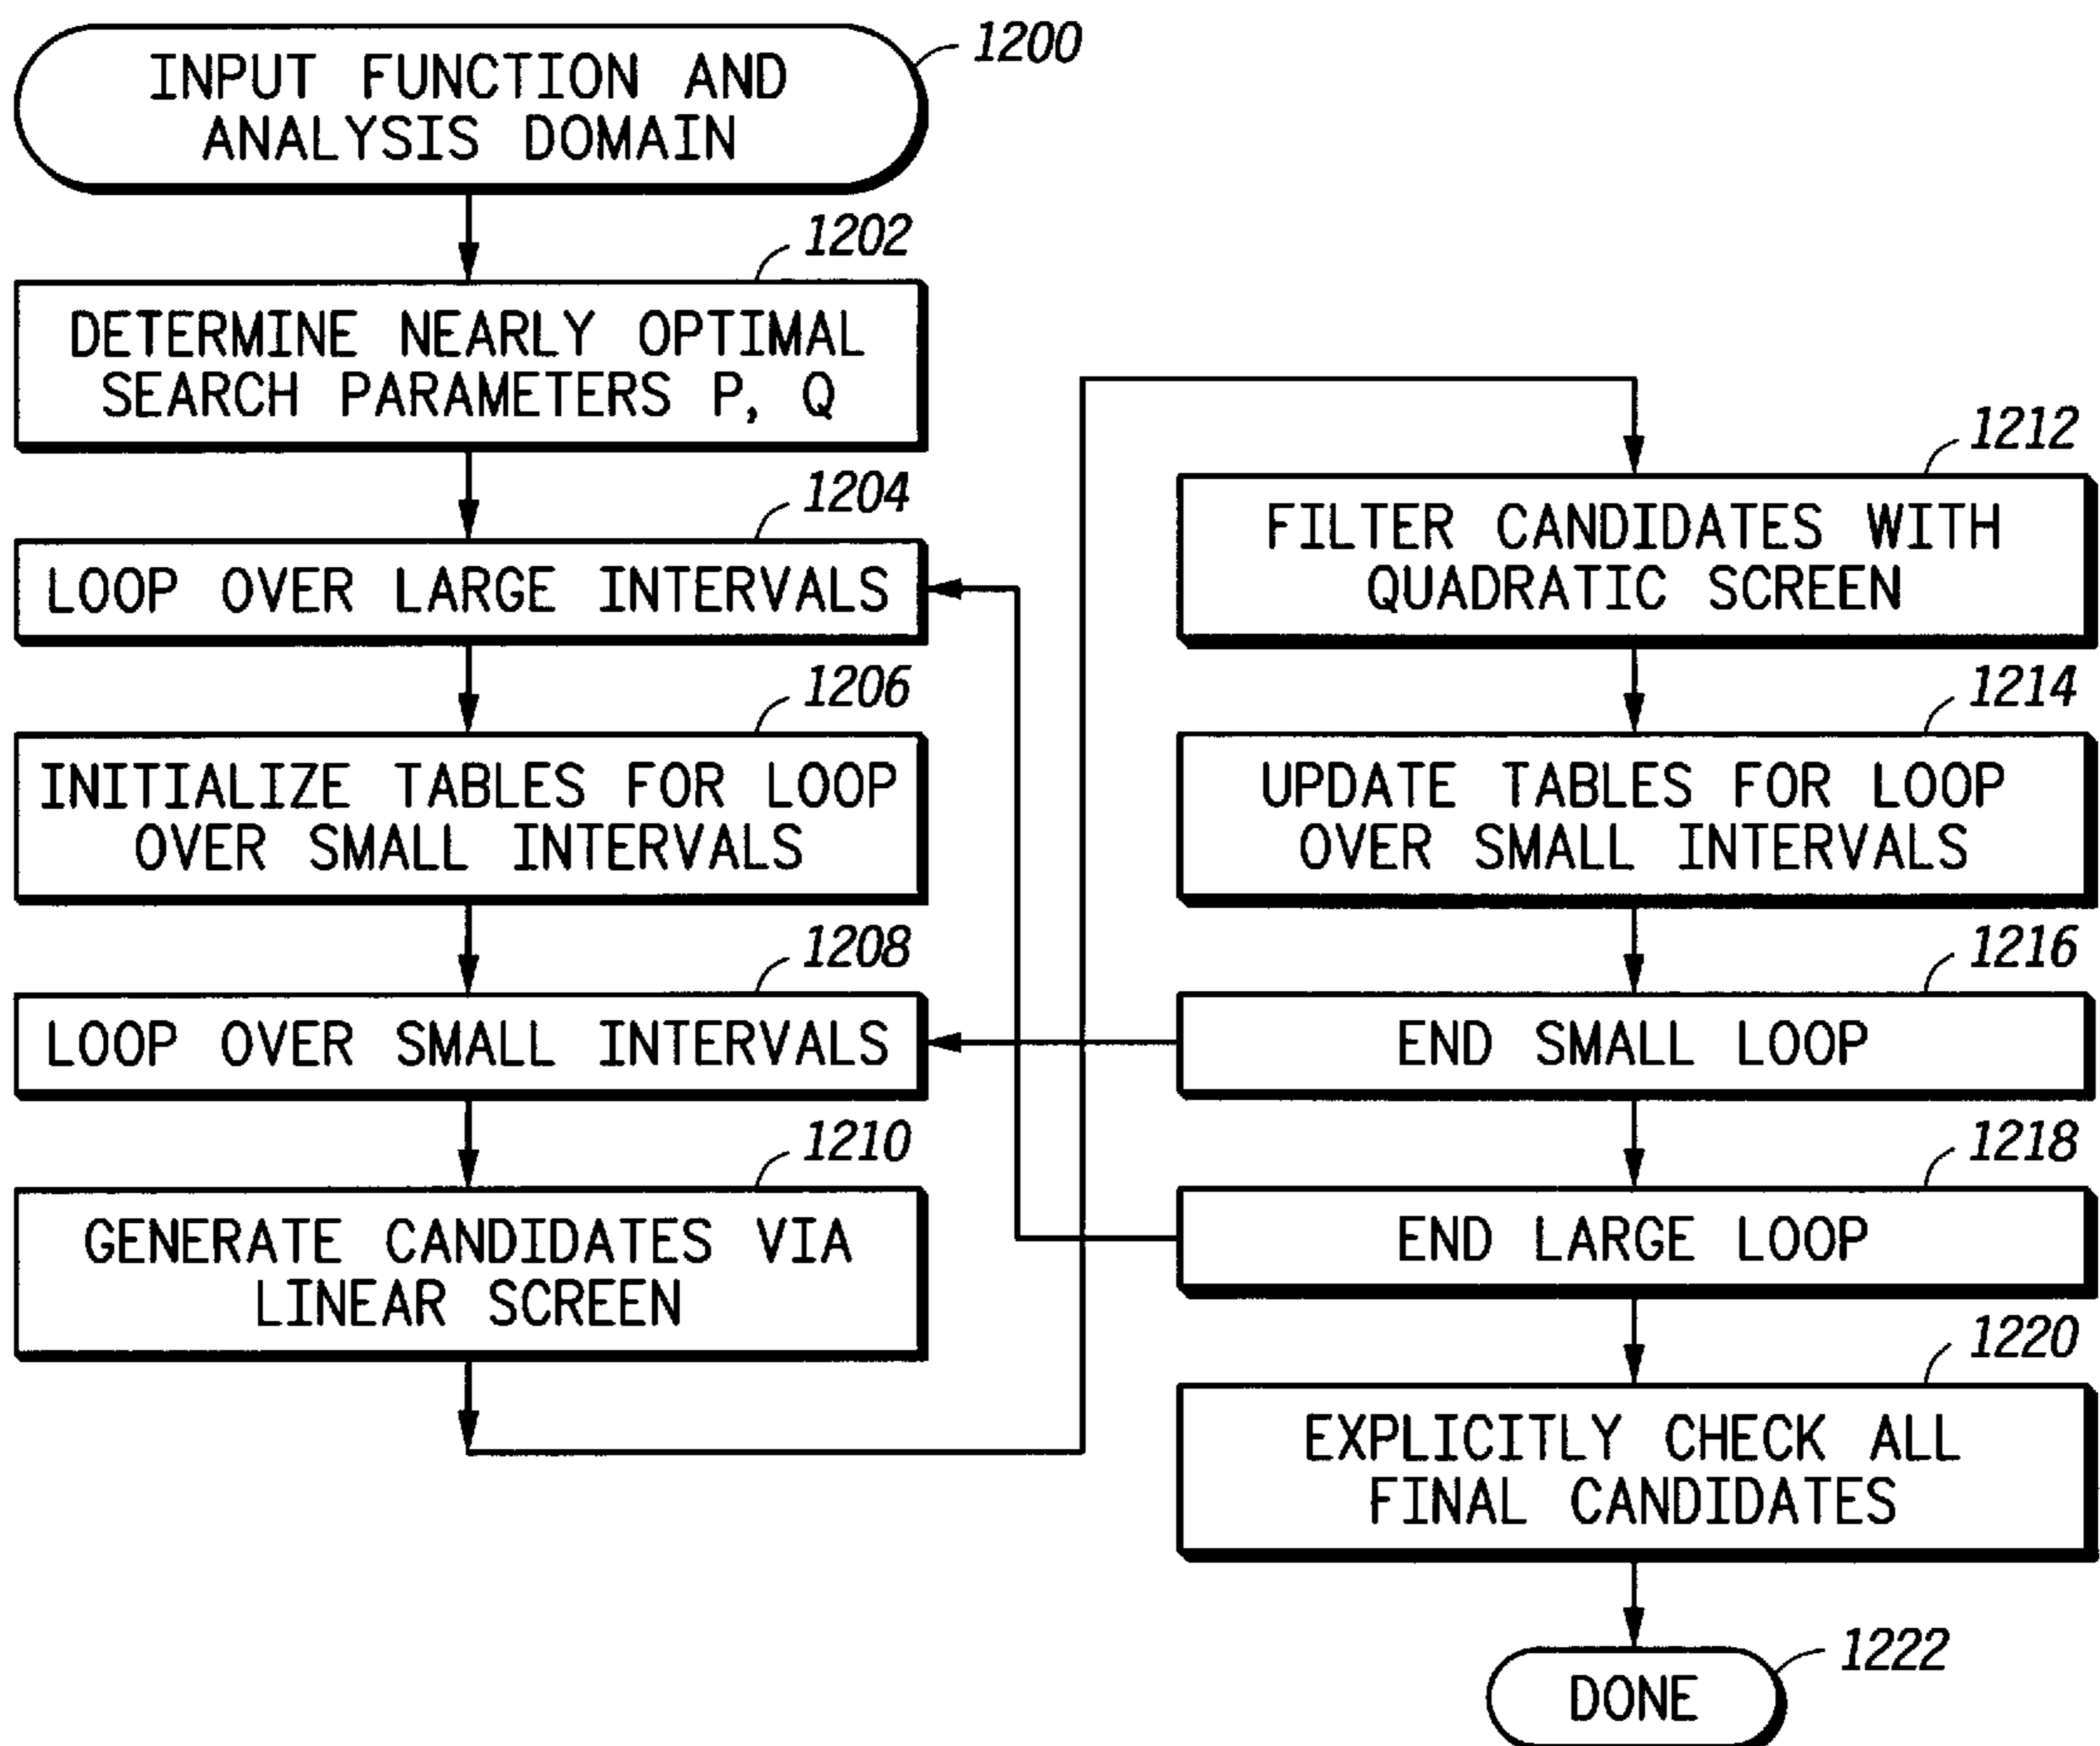 1200
INPUT FUNCTION AND
ANALYSIS DOMAIN
1202
DETERMINE NEARLY OPTIMAL
SEARCH PARAMETERS P, Q
1204
LOOP OVER LARGE INTERVALS
1206
INITIALIZE TABLES FOR LOOP
OVER SMALL INTERVALS
1208
LOOP OVER SMALL INTERVALS
1210
GENERATE CANDIDATES VIA
LINEAR SCREEN
1212
FILTER CANDIDATES WITH
QUADRATIC SCREEN
1214
UPDATE TABLES FOR LOOP
OVER SMALL INTERVALS
1216
END SMALL LOOP
1218
END LARGE LOOP
1220
EXPLICITLY CHECK ALL
FINAL CANDIDATES
1222
DONE